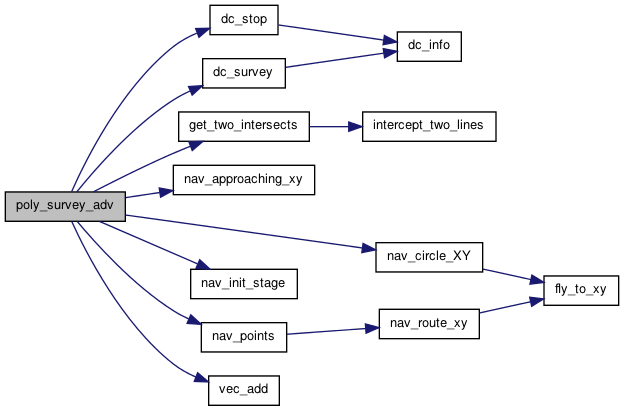 dc_stop
dc_info
dc_survey
get_two_intersects
intercept_two_lines
nav_approaching_xy
poly_survey_adv
nav_circle_XY
nav_init_stage
fly_to_xy
nav_route_xy
nav_points
vec_add